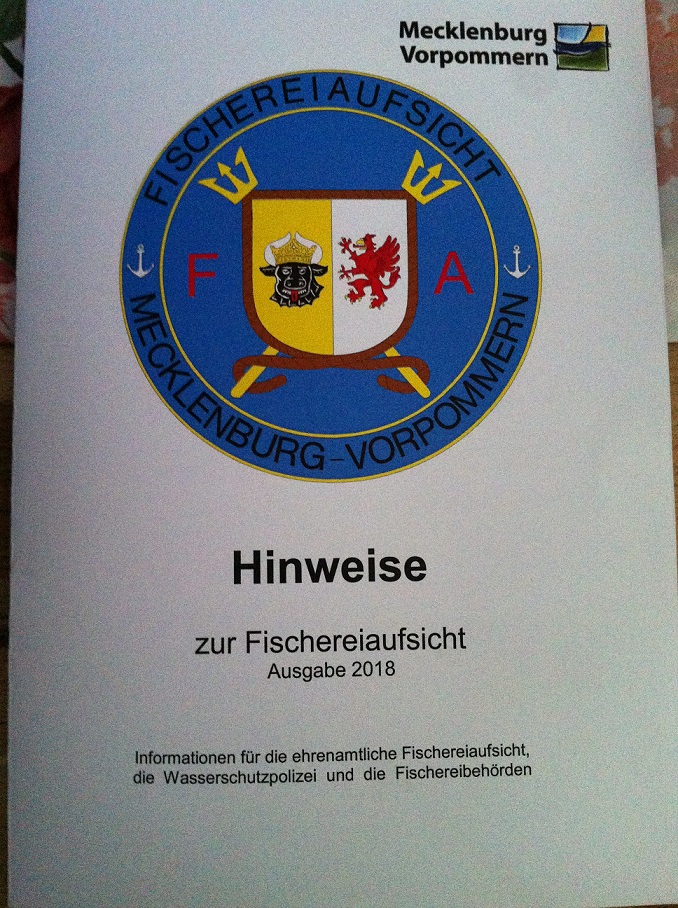 Mecklenburg
Vorpommern
FISCHEREIAUFSICHT
F A
MECKLENBURG-VORPOMMERN
Hinweise
zur Fischereiaufsicht
Ausgabe 2018
Informationen für die ehrenamtliche Fischereiaufsicht,
die Wasserschutzpolizei und die Fischereibehörden